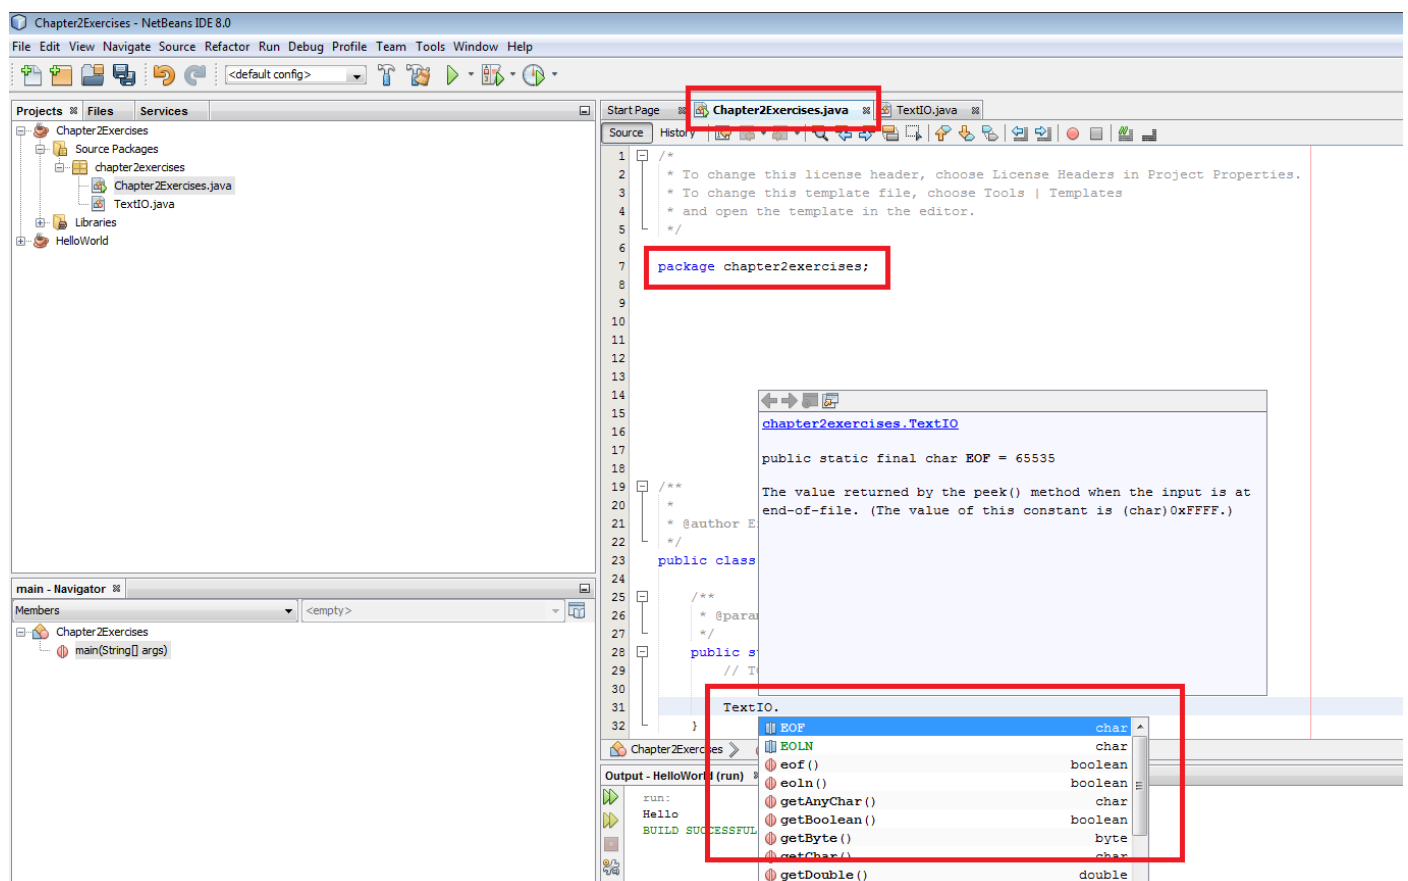 Chapter2Exercises - NetBeans IDE 8.0
File Edit View Navigate Source Refactor Run Debug Profile Team Tools Window Help
<default config>
Projects Files Services
Chapter2Exercises
Source Packages
chapter2exercises
Chapter2Exercises.java
TextIO.java
Libraries
HelloWorld
main - Navigator
Members <empty>
Chapter2Exercises
main(String[] args)
Start Page Chapter2Exercises.java TextIO.java
Source History
1 /*
2 * To change this license header, choose License Headers in Project Properties.
3 * To change this template file, choose Tools | Templates
4 * and open the template in the editor.
5 */
6
7 package chapter2exercises;
8
9
10
11
12
13
14
15
16
17
18
19 /**
20 *
21 * @author E
22 */
23 public class
24
25 /**
26 * @para
27 */
28 public s
29 // T
30
31 TextIO.
32 }
chapter2exercises.TextIO
public static final char EOF = 65535
The value returned by the peek() method when the input is at
end-of-file. (The value of this constant is (char)0xFFFF.)
EOF char
EOLN char
eof() boolean
eoln() boolean
getAnyChar() char
getBoolean() boolean
getByte() byte
getChar() char
getDouble() double
Chapter2Exercises
Output - HelloWorld (run)
run:
Hello
BUILD SUCCESSFUL